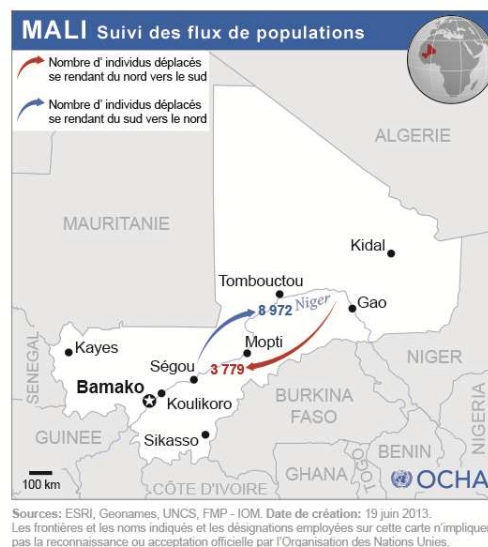 MALI Suivi des flux de populations
Nombre d' individus déplacés
se rendant du nord vers le sud
Nombre d' individus déplacés
se rendant du sud vers le nord
ALGERIE
MAURITANIE
Kidal
Tombouctou
8 972
Niger
Gao
Mopti
Kayes
Ségou
3 779
NIGER
SENEGAL
Bamako
Koulikoro
BURKINA
FASO
NIGERIA
GUINEE
Sikasso
BENIN
TOGO
GHANA
CÔTE D'IVOIRE
100 km
OCHA
Sources: ESRI, Geonames, UNCS, FMP - IOM. Date de création: 19 juin 2013.
Les frontières et les noms indiqués et les désignations employées sur cette carte n'impliquen
pas la reconnaissance ou acceptation officielle par l'Organisation des Nations Unies.